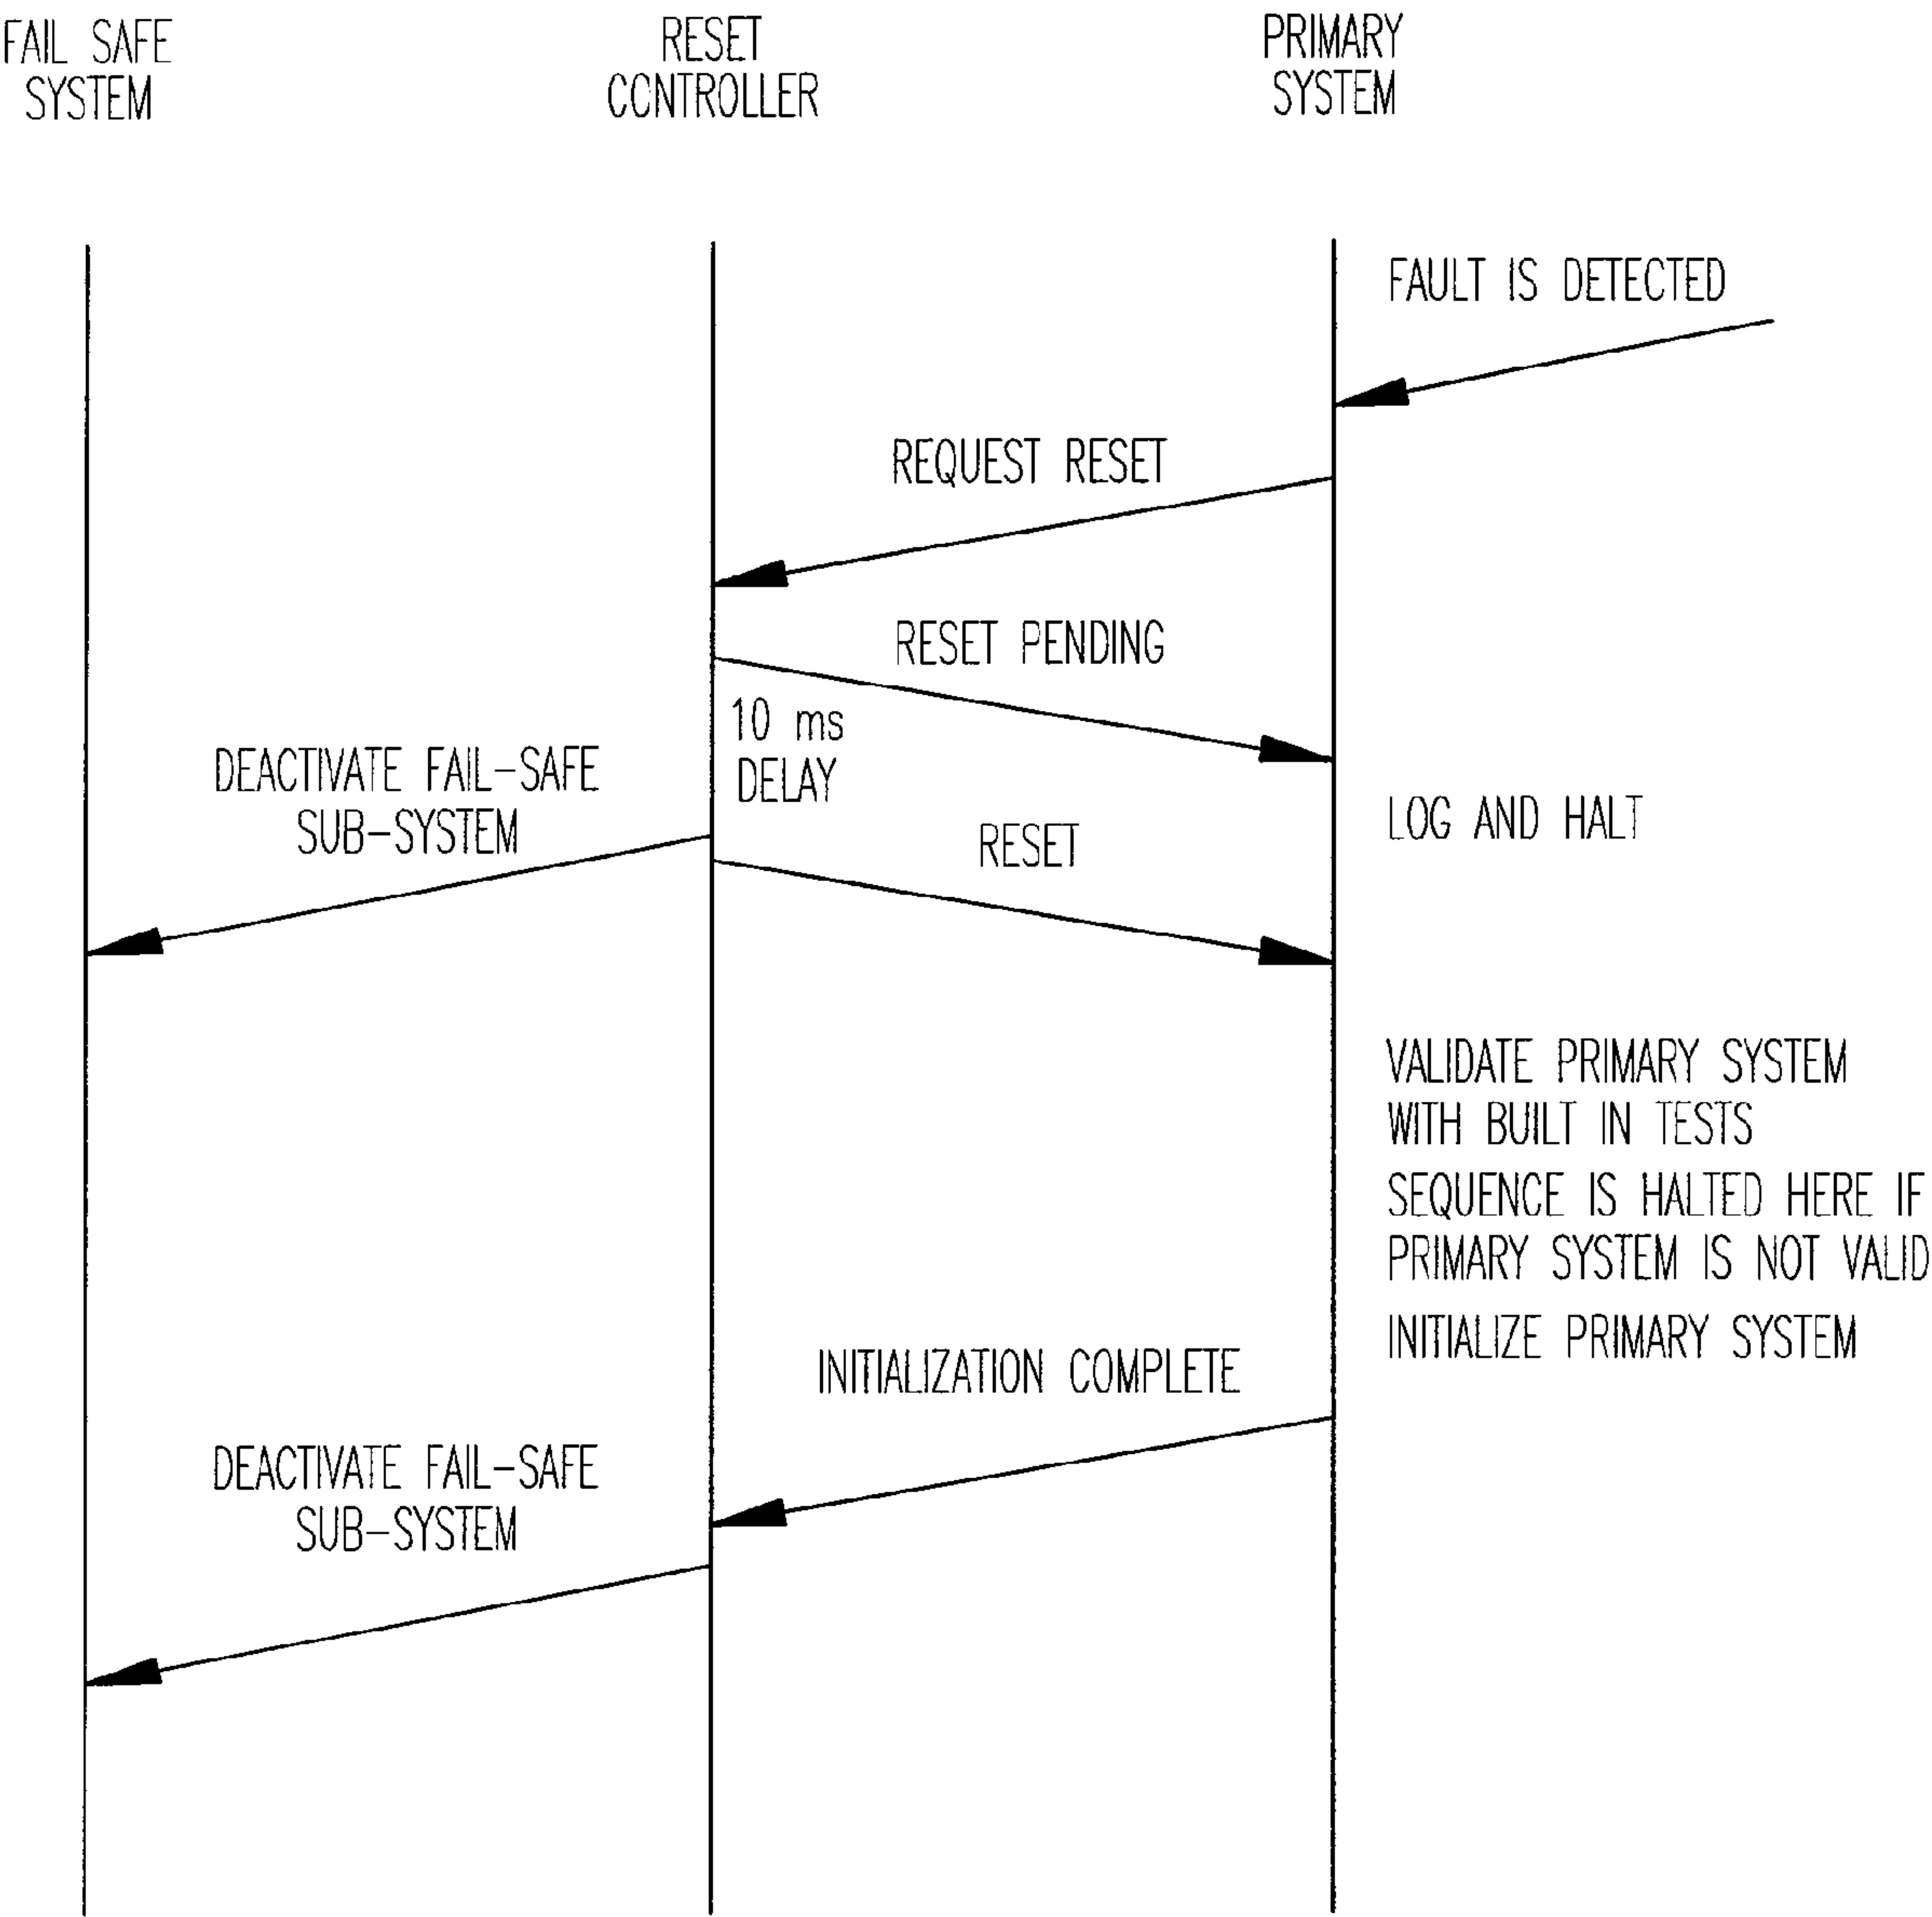 FAIL SAFE
SYSTEM
RESET
CONTROLLER
PRIMARY
SYSTEM
FAULT IS DETECTED
REQUEST RESET
RESET PENDING
10 ms
DELAY
DEACTIVATE FAIL-SAFE
SUB-SYSTEM
RESET
LOG AND HALT
VALIDATE PRIMARY SYSTEM
WITH BUILT IN TESTS
SEQUENCE IS HALTED HERE IF
PRIMARY SYSTEM IS NOT VALID
INITIALIZE PRIMARY SYSTEM
INITIALIZATION COMPLETE
DEACTIVATE FAIL-SAFE
SUB-SYSTEM